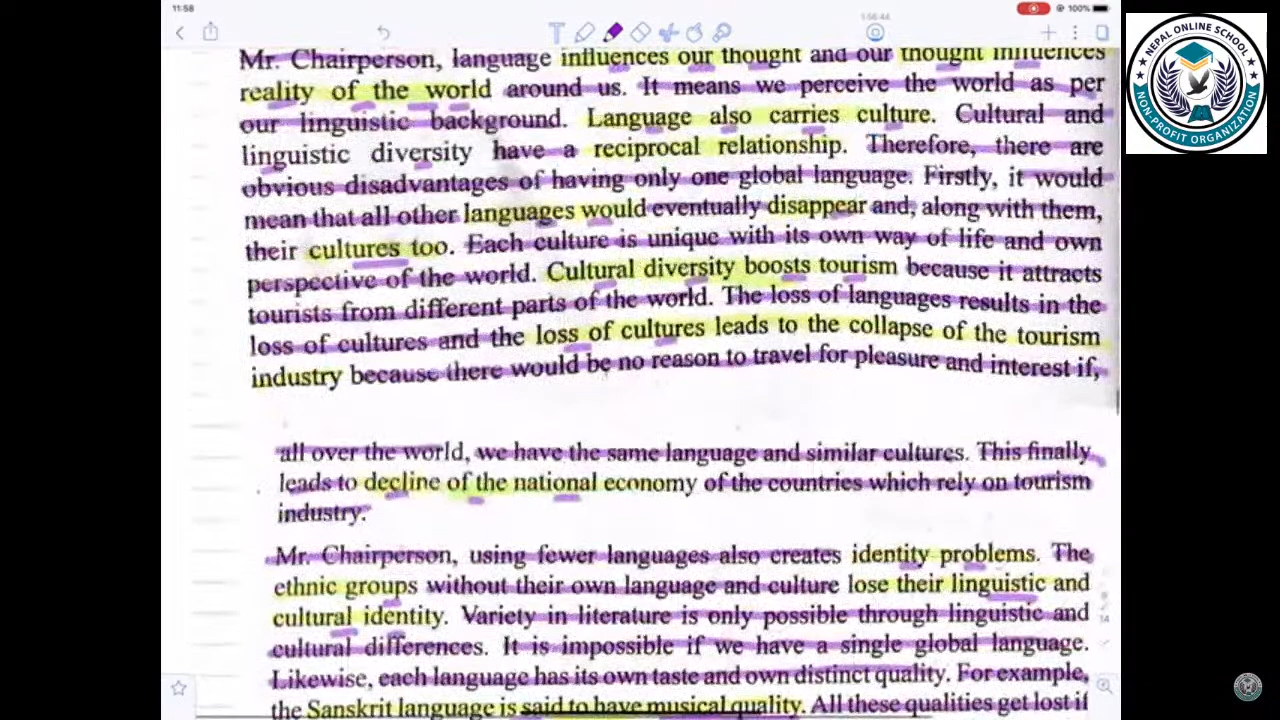 11:58
100%
1:56:44
T
Mr. Chairperson, language influences our thought and our thought influences
reality of the world around us. It means we perceive the world as per
our linguistic background. Language also carries culture. Cultural and
linguistic diversity have a reciprocal relationship. Therefore, there are
obvious disadvantages of having only one global language. Firstly, it would
mean that all other languages would eventually disappear and, along with them,
their cultures too. Each culture is unique with its own way of life and own
perspective of the world. Cultural diversity boosts tourism because it attracts
tourists from different parts of the world. The loss of languages results in the
loss of cultures and the loss of cultures leads to the collapse of the tourism
industry because there would be no reason to travel for pleasure and interest if,
all over the world, we have the same language and similar cultures. This finally
leads to decline of the national economy of the countries which rely on tourism
industry.
Mr. Chairperson, using fewer languages also creates identity problems. The
ethnic groups without their own language and culture lose their linguistic and
cultural identity. Variety in literature is only possible through linguistic and
cultural differences. It is impossible if we have a single global language.
Likewise, each language has its own taste and own distinct quality. For example,
the Sanskrit language is said to have musical quality. All these qualities get lost if
14
NEPAL ONLINE SCHOOL
NON-PROFIT ORGANIZATION